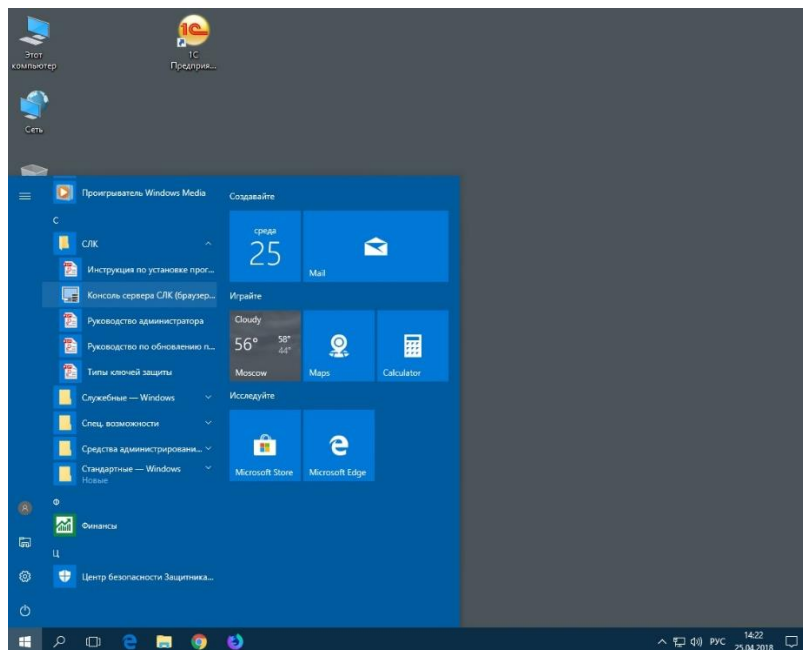 Этот
компьютер
1С
Предприя...
Сеть
Проигрыватель Windows Media
С
СЛК
Инструкция по установке прог...
Консоль сервера СЛК (браузер...
Руководство администратора
Руководство по обновлению п...
Типы ключей защиты
Служебные — Windows
Спец. возможности
Средства администрировани...
Стандартные — Windows
Новые
Ф
Финансы
Ц
Центр безопасности Защитника...
Создавайте
среда
25
Mail
Играйте
Cloudy
56° 58°
44°
Moscow
Maps
Calculator
Исследуйте
Microsoft Store
Microsoft Edge
РУС
14:22
25.04.2018